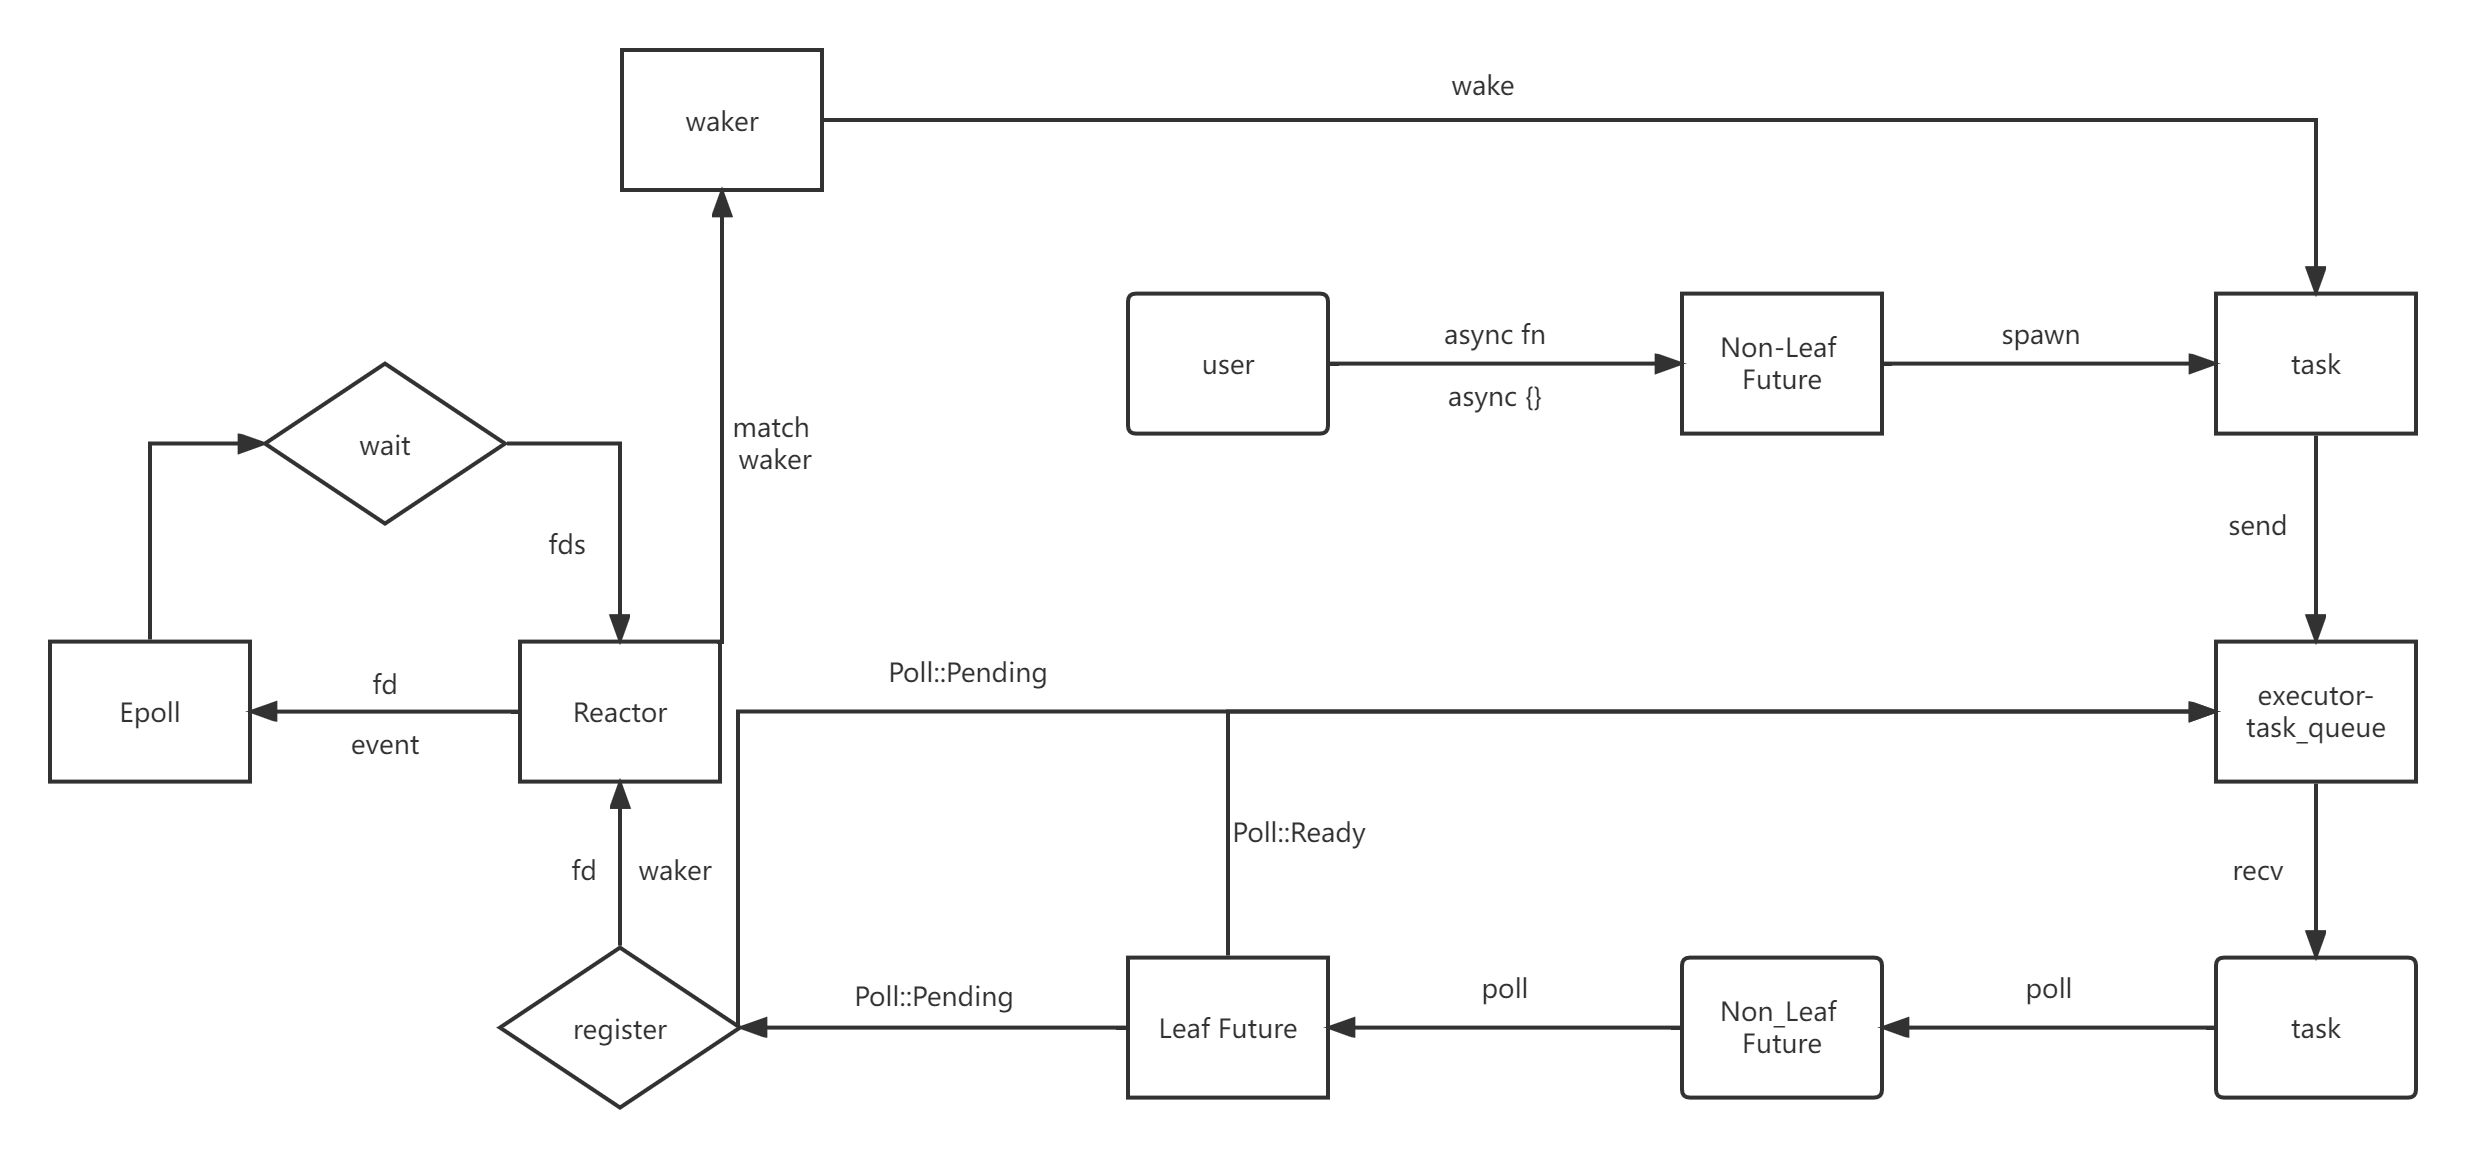 wake
waker
async fn
user
Non-Leaf
Future
spawn
task
async {}
match
waker
wait
send
fds
Poll::Pending
fd
Epoll
Reactor
event
executor-
task_queue
Poll::Ready
fd
waker
recv
Poll::Pending
poll
poll
register
Leaf Future
Non_Leaf
Future
task